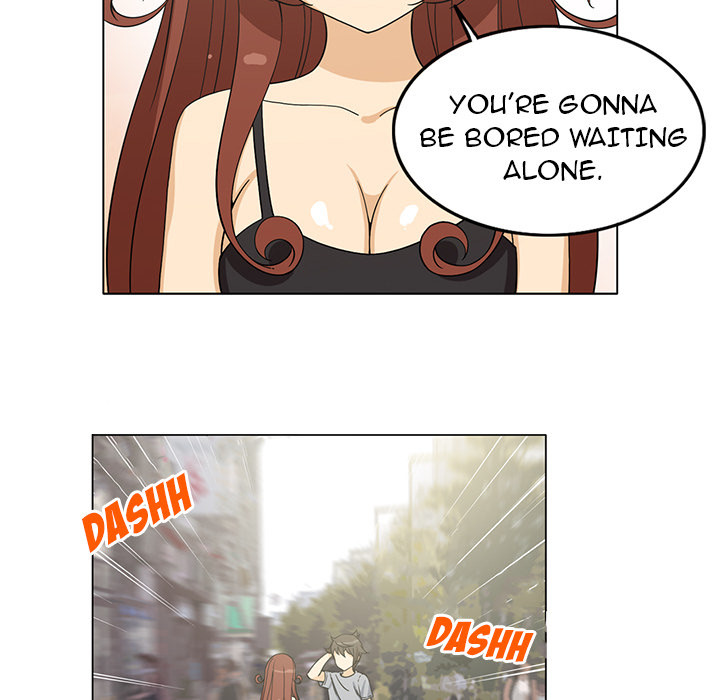 YOU'RE GONNA
BE BORED WAITING
ALONE.
DASHH
DASHH